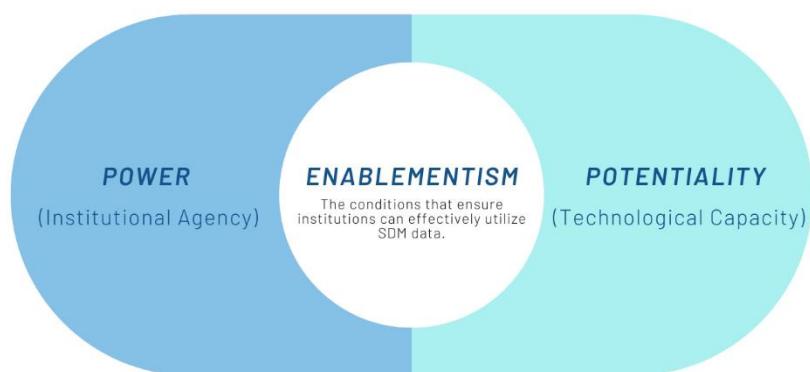 POWER
(Institutional Agency)
ENABLEMENTISM
The conditions that ensure
institutions can effectively utilize
SDM data.
POTENTIALITY
(Technological Capacity)